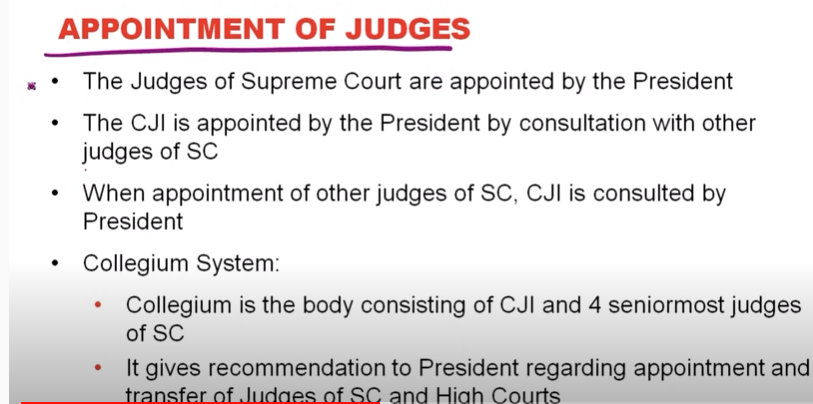 APPOINTMENT OF JUDGES
• The Judges of Supreme Court are appointed by the President
• The CJI is appointed by the President by consultation with other
judges of SC
• When appointment of other judges of SC, CJI is consulted by
President
• Collegium System:
• Collegium is the body consisting of CJI and 4 seniormost judges
of SC
• It gives recommendation to President regarding appointment and
transfer of Judges of SC and High Courts